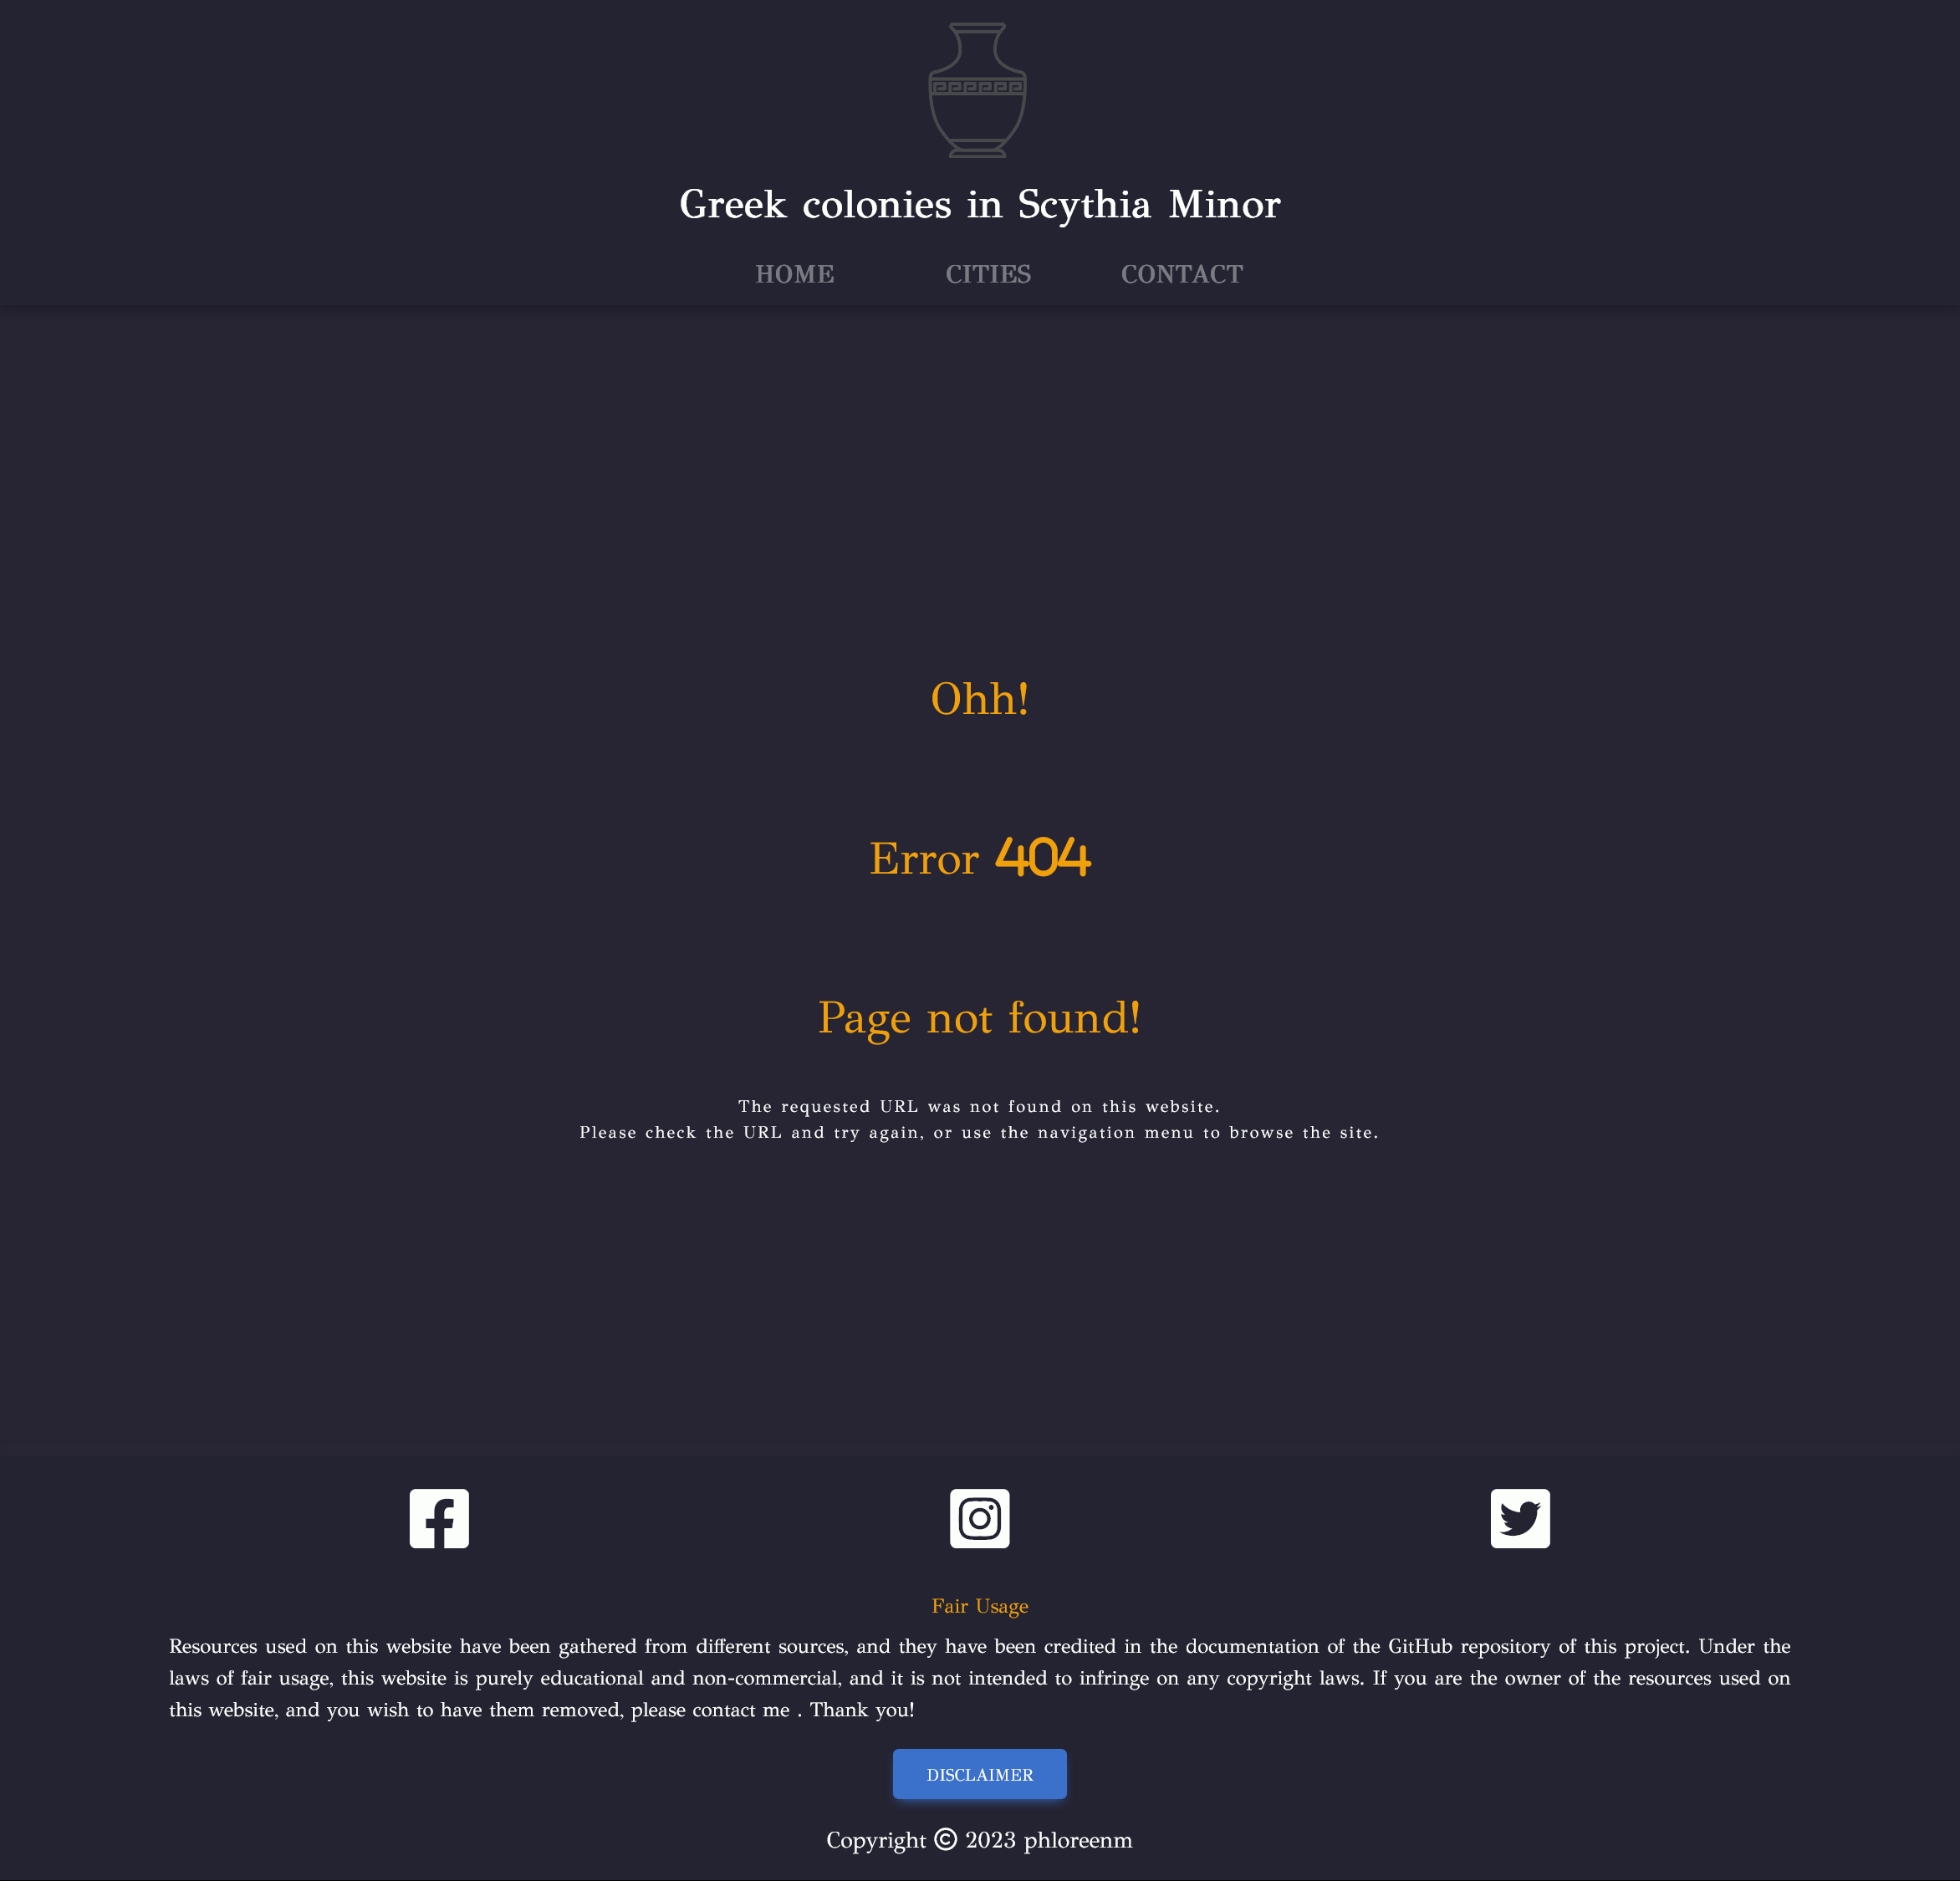 Greek colonies in Scythia Minor
HOME CITIES CONTACT
Ohh!
Error 404
Page not found!
The requested URL was not found on this website.
Please check the URL and try again, or use the navigation menu to browse the site.
Fair Usage
Resources used on this website have been gathered from different sources, and they have been credited in the documentation of the GitHub repository of this project. Under the
laws of fair usage, this website is purely educational and non-commercial, and it is not intended to infringe on any copyright laws. If you are the owner of the resources used on
this website, and you wish to have them removed, please contact me . Thank you!
DISCLAIMER
Copyright © 2023 phloreenm